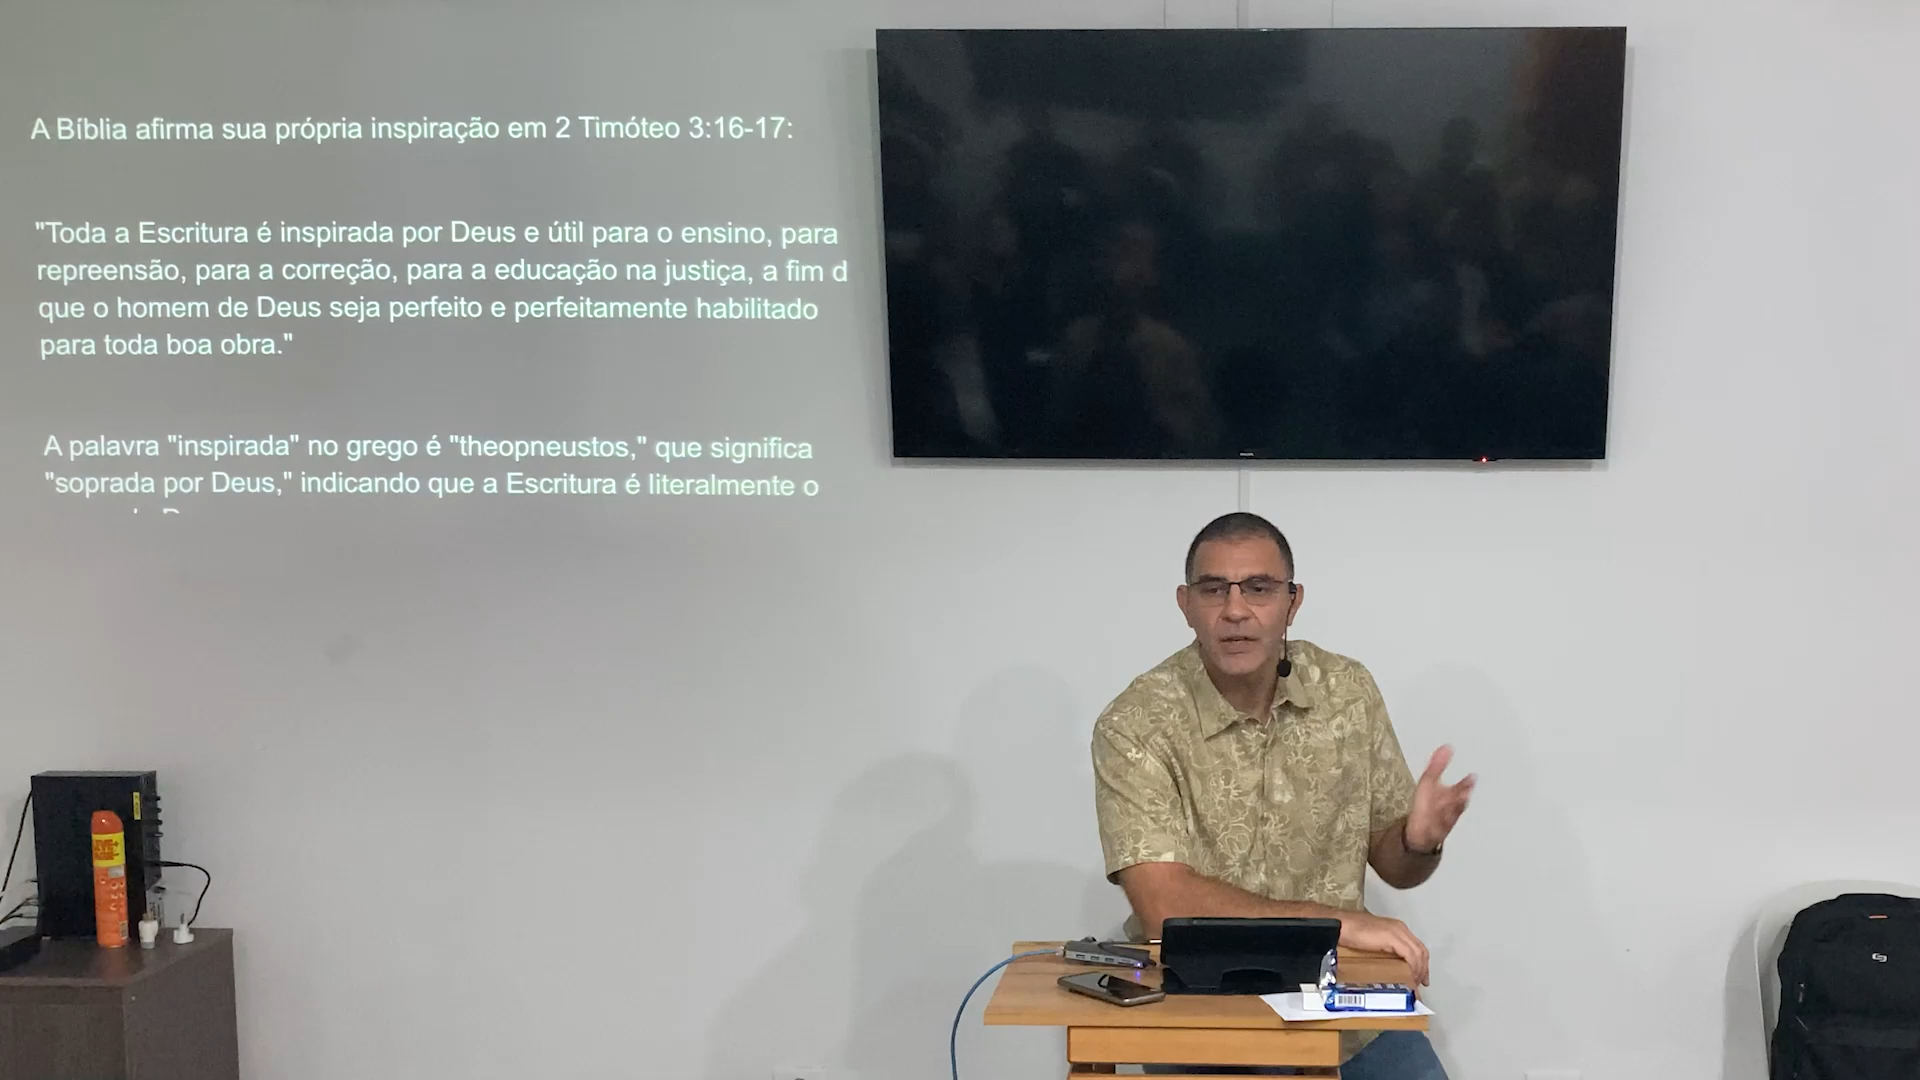 A Bíblia afirma sua própria inspiração em 2 Timóteo 3:16-17:
"Toda a Escritura é inspirada por Deus e útil para o ensino, para
repreensão, para a correção, para a educação na justiça, a fim d
que o homem de Deus seja perfeito e perfeitamente habilitado
para toda boa obra."
A palavra "inspirada" no grego é "theopneustos," que significa
"soprada por Deus," indicando que a Escritura é literalmente o